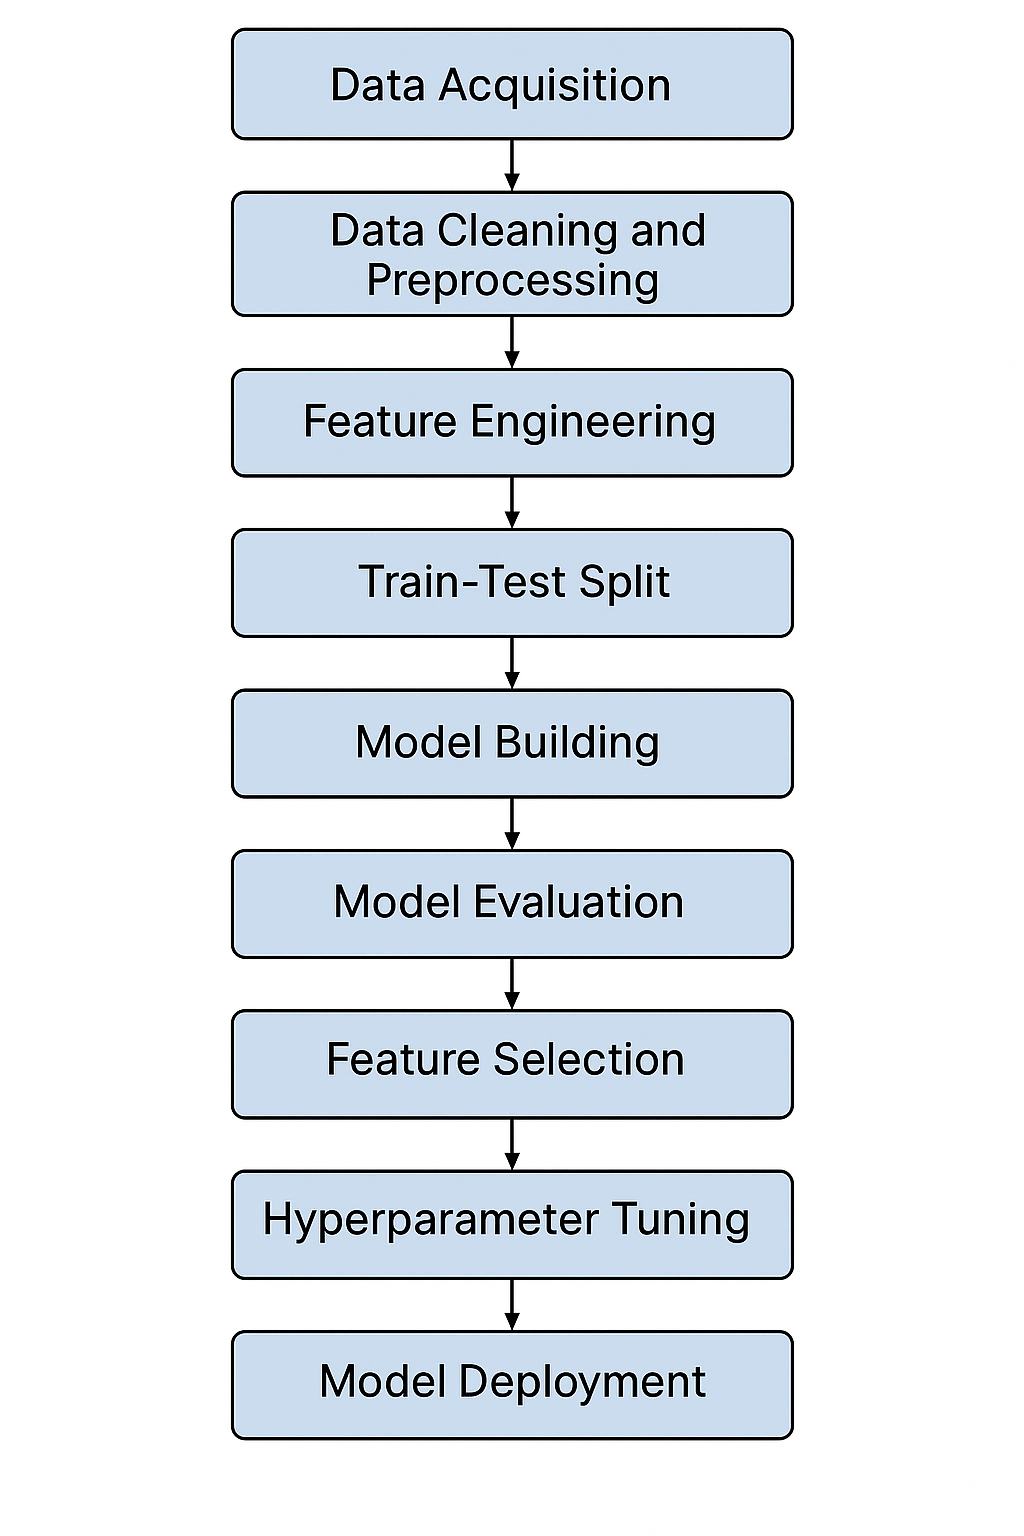 Data Acquisition
Data Cleaning and
Preprocessing
Feature Engineering
Train-Test Split
Model Building
Model Evaluation
Feature Selection
Hyperparameter Tuning
Model Deployment